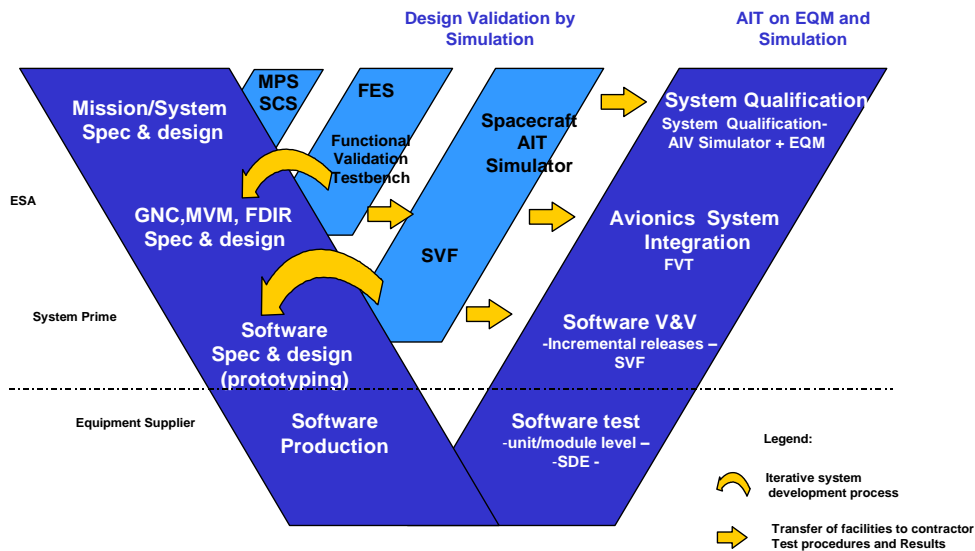 Design Validation by
Simulation
AIT on EQM and
Simulation
MPS
SCS
FES
Mission/System
Spec & design
Functional
Validation
Testbench
Spacecraft
AIT
Simulator
System Qualification
System Qualification-
AIV Simulator + EQM
ESA
GNC,MVM, FDIR
Spec & design
SVF
Avionics System
Integration
FVT
System Prime
Software
Spec & design
(prototyping)
Software V&V
-Incremental releases –
SVF
Equipment Supplier
Software
Production
Software test
-unit/module level –
-SDE -
Legend:
Iterative system
development process
Transfer of facilities to contractor
Test procedures and Results